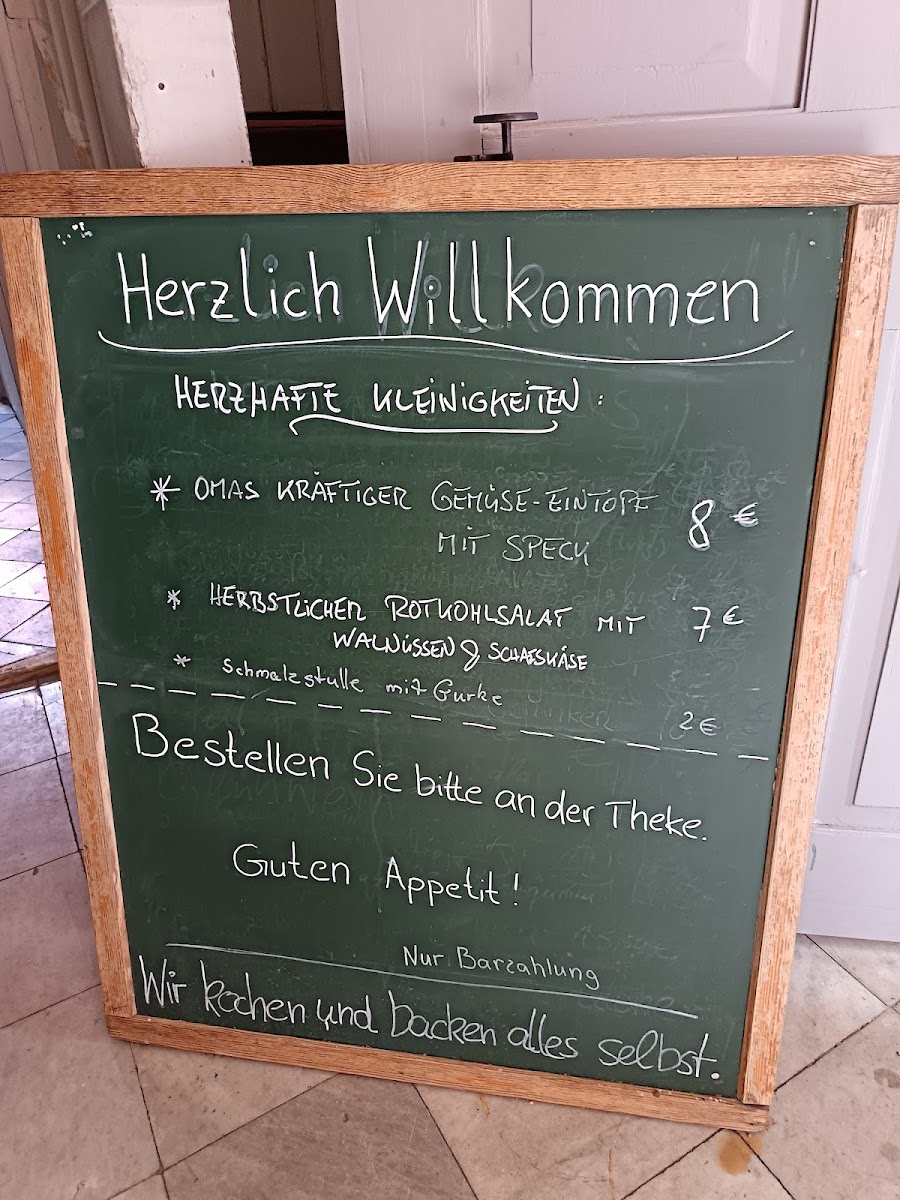 Herzlich Willkommen
HERZHAFTE KLEINIGKEITEN :
* OMAS KRÄFTIGER GEMÜSE-EINTOPF
MIT SPECK 8 €
* HERBSTLICHER ROTKOHLSALAT MIT 7 €
WALNÜSSEN & SCHAFSKÄSE
* Schmalzstulle mit Gurke 2 €
Bestellen Sie bitte an der Theke.
Guten Appetit !
Nur Barzahlung
Wir kochen und backen alles selbst.